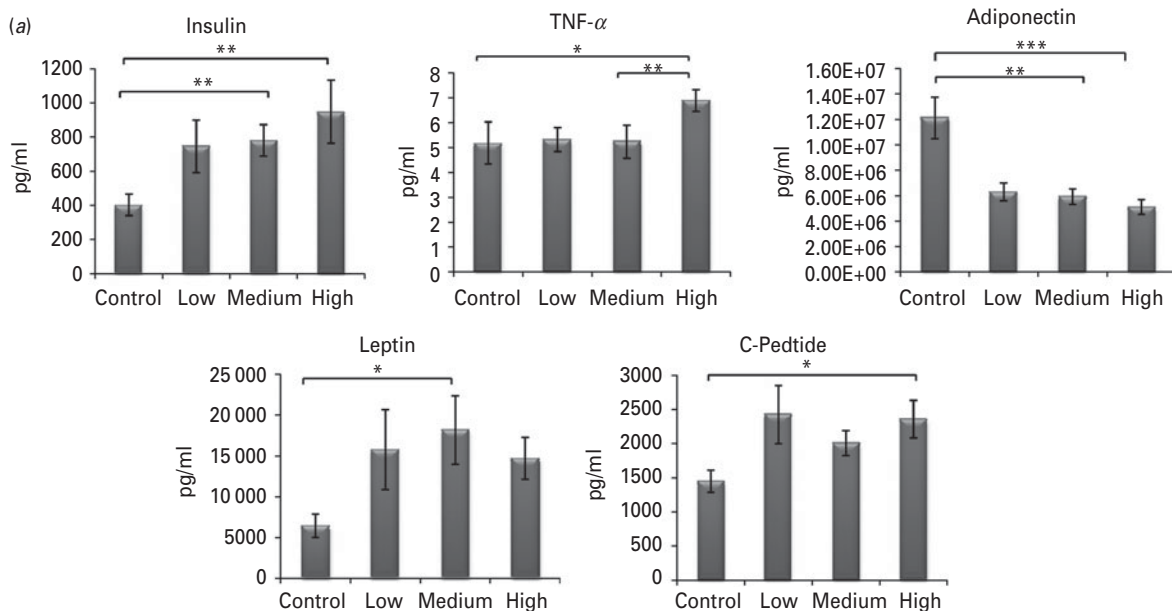 (a)
Insulin
**
**
1200
1000
800
600
400
200
0
pg/ml
Control Low Medium High
TNF-α
*
**
8
7
6
5
4
3
2
1
0
pg/ml
Control Low Medium High
Adiponectin
***
**
1.60E+07
1.40E+07
1.20E+07
1.00E+07
8.00E+06
6.00E+06
4.00E+06
2.00E+06
0.00E+00
pg/ml
Control Low Medium High
Leptin
*
25 000
20 000
15 000
10 000
5000
0
pg/ml
Control Low Medium High
C-Pedtide
*
3000
2500
2000
1500
1000
500
0
pg/ml
Control Low Medium High